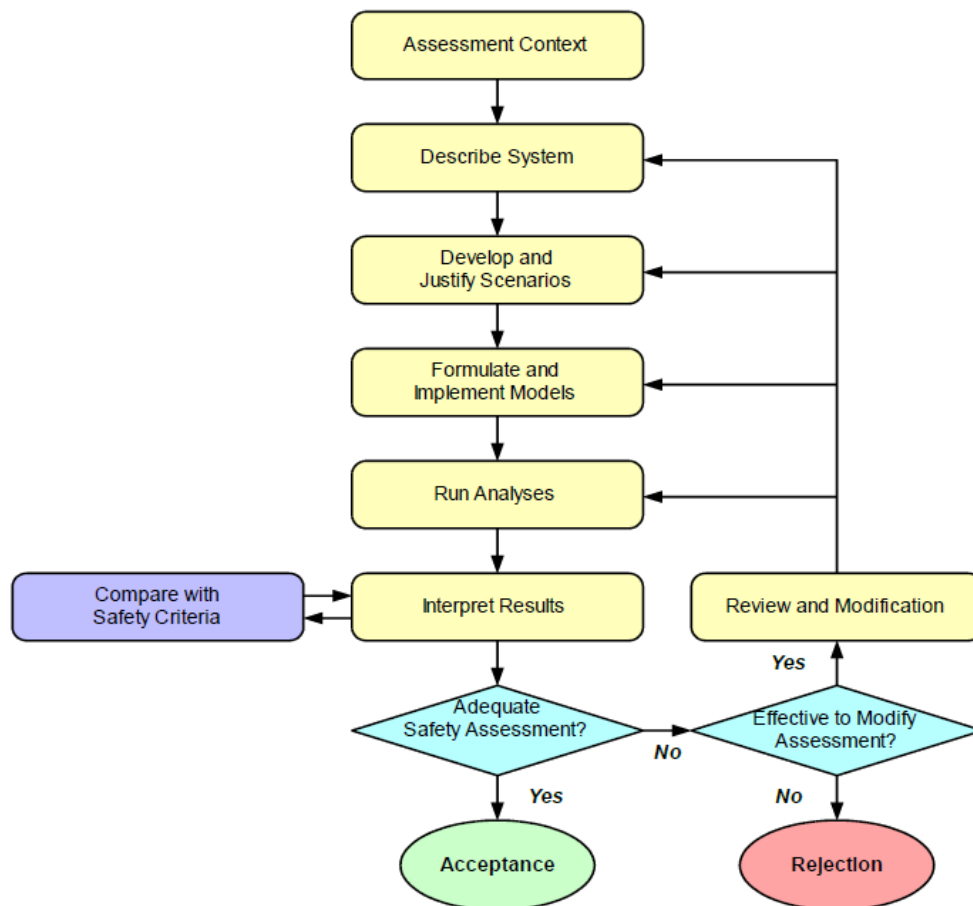 Assessment Context
Describe System
Develop and
Justify Scenarios
Formulate and
Implement Models
Run Analyses
Compare with
Safety Criteria
Interpret Results
Review and Modification
Yes
Adequate
Safety Assessment?
Effective to Modify
Assessment?
No
Yes
No
Acceptance
Rejection